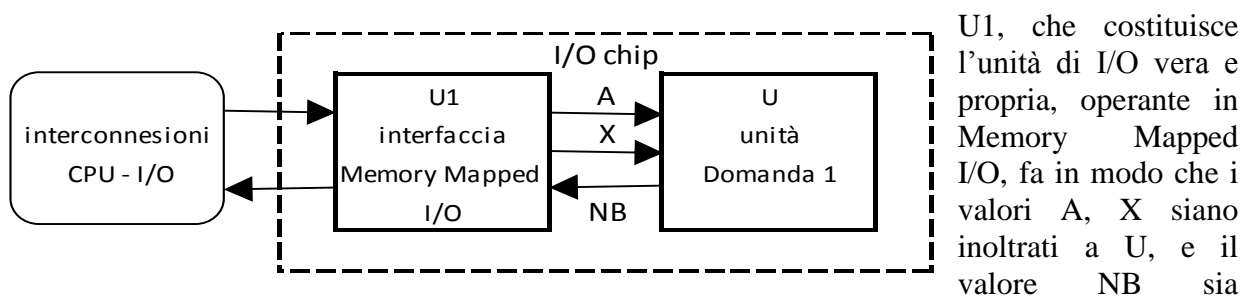 I/O chip
interconnesioni
CPU - I/O
U1
interfaccia
Memory Mapped
I/O
A
X
NB
U
unità
Domanda 1
U1, che costituisce
l'unità di I/O vera e
propria, operante in
Memory Mapped
I/O, fa in modo che i
valori A, X siano
inoltrati a U, e il
valore NB sia